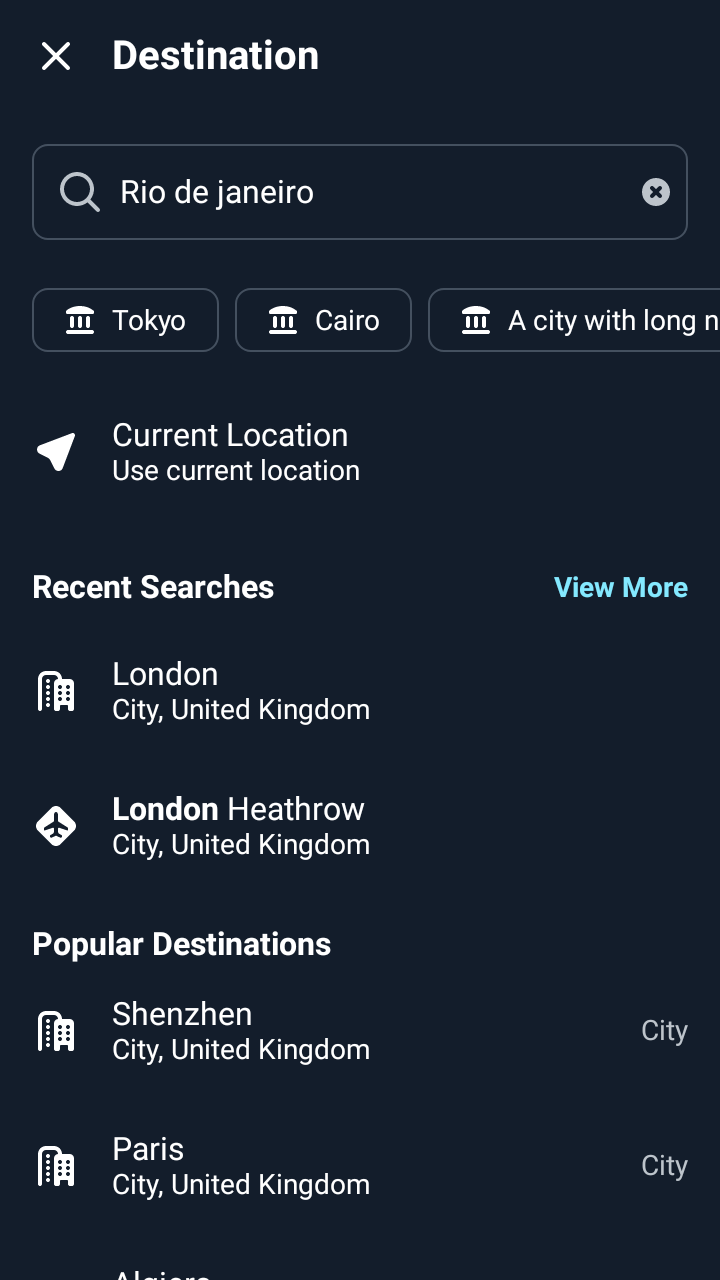 Destination
Rio de janeiro
Tokyo Cairo A city with long n
Current Location
Use current location
Recent Searches View More
London
City, United Kingdom
London Heathrow
City, United Kingdom
Popular Destinations
Shenzhen
City, United Kingdom
City
Paris
City, United Kingdom
City